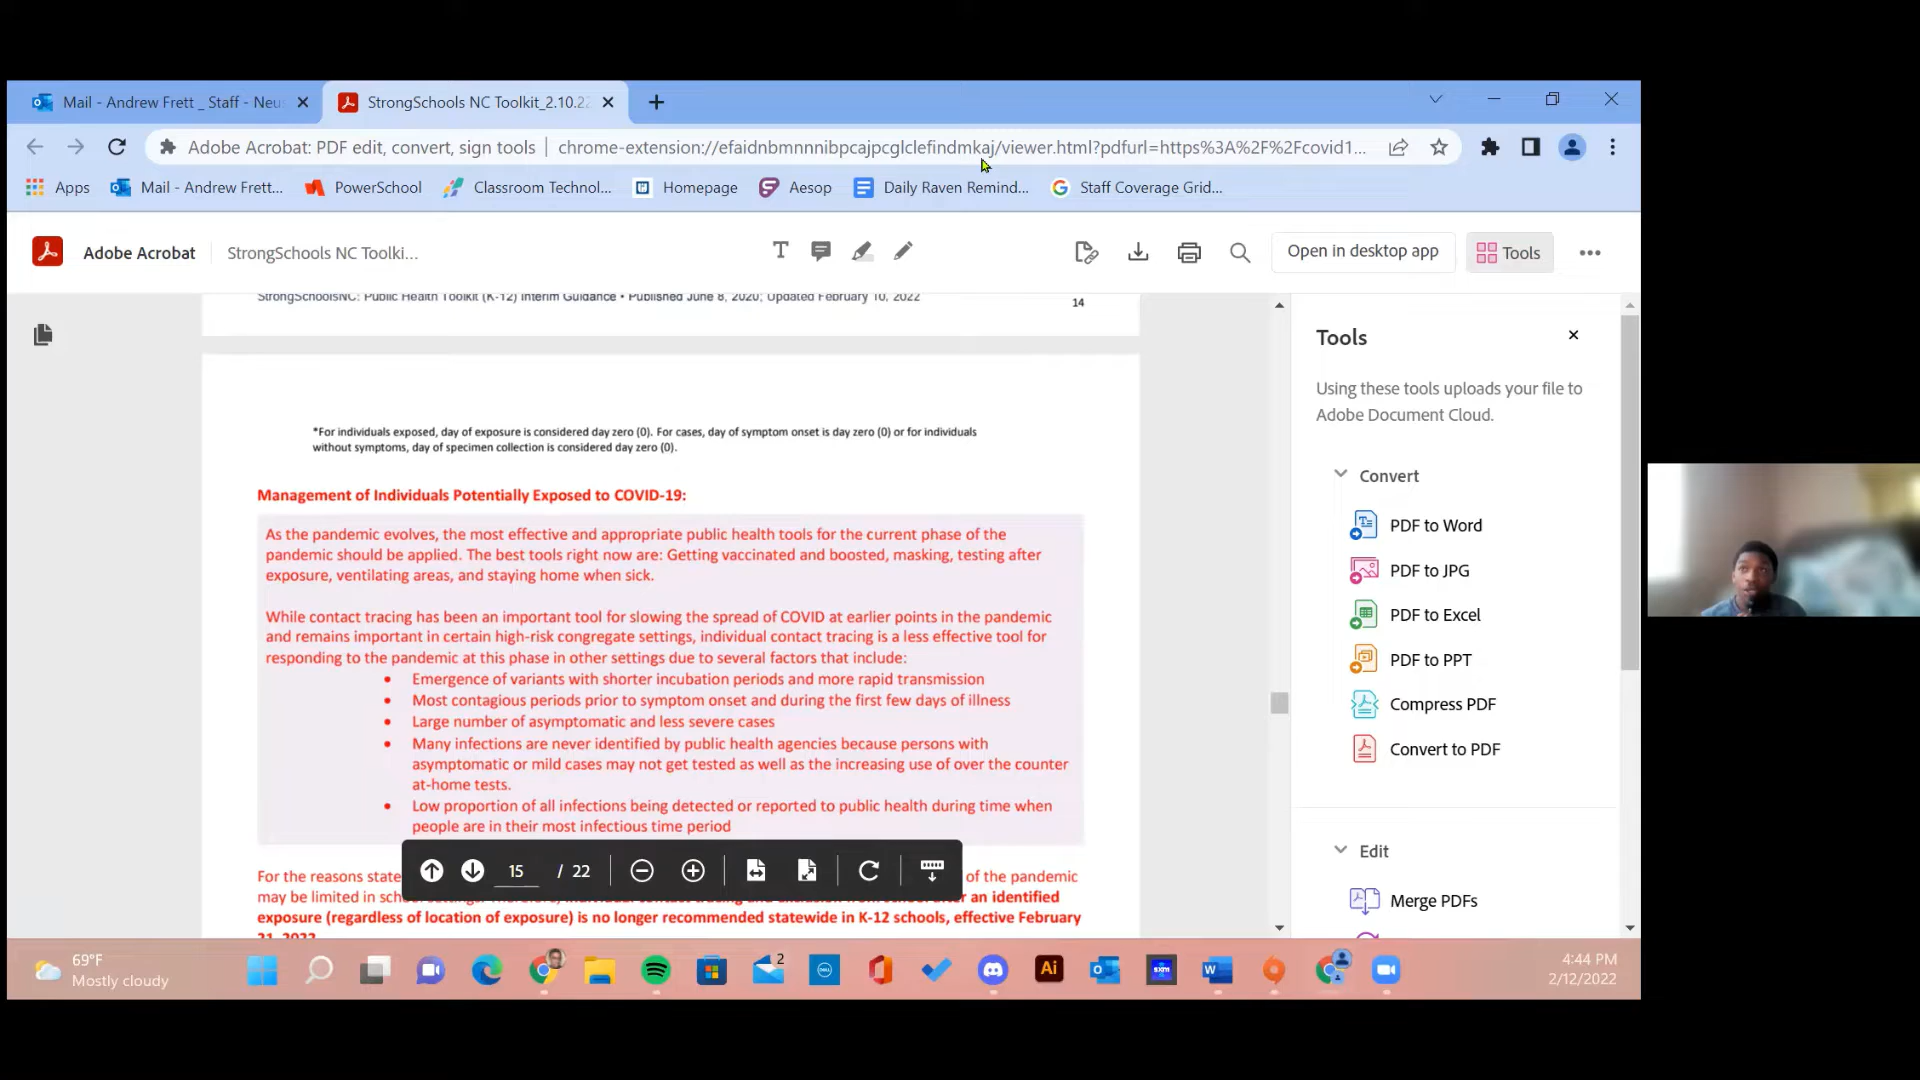 Mail - Andrew Frett _ Staff - Neus
StrongSchools NC Toolkit_2.10.22
Adobe Acrobat: PDF edit, convert, sign tools
chrome-extension://efaidnbmnnnibpcajpcglclefindmkaj/viewer.html?pdfurl=https%3A%2F%2Fcovid1...
Apps
Mail - Andrew Frett...
PowerSchool
Classroom Technol...
Homepage
Aesop
Daily Raven Remind...
Staff Coverage Grid...
Adobe Acrobat
StrongSchools NC Toolki...
Open in desktop app
Tools
StrongSchoolsNC: Public Health Toolkit (K-12) Interim Guidance • Published June 8, 2020; Updated February 10, 2022
14
*For individuals exposed, day of exposure is considered day zero (0). For cases, day of symptom onset is day zero (0) or for individuals
without symptoms, day of specimen collection is considered day zero (0).
Management of Individuals Potentially Exposed to COVID-19:
As the pandemic evolves, the most effective and appropriate public health tools for the current phase of the
pandemic should be applied. The best tools right now are: Getting vaccinated and boosted, masking, testing after
exposure, ventilating areas, and staying home when sick.
While contact tracing has been an important tool for slowing the spread of COVID at earlier points in the pandemic
and remains important in certain high-risk congregate settings, individual contact tracing is a less effective tool for
responding to the pandemic at this phase in other settings due to several factors that include:
• Emergence of variants with shorter incubation periods and more rapid transmission
• Most contagious periods prior to symptom onset and during the first few days of illness
• Large number of asymptomatic and less severe cases
• Many infections are never identified by public health agencies because persons with
asymptomatic or mild cases may not get tested as well as the increasing use of over the counter
at-home tests.
• Low proportion of all infections being detected or reported to public health during time when
people are in their most infectious time period
For the reasons state
of the pandemic
may be limited in
an identified
exposure (regardless of location of exposure) is no longer recommended statewide in K-12 schools, effective February
21, 2022
15 / 22
Tools
Using these tools uploads your file to
Adobe Document Cloud.
Convert
PDF to Word
PDF to JPG
PDF to Excel
PDF to PPT
Compress PDF
Convert to PDF
Edit
Merge PDFs
69°F
Mostly cloudy
2
DELL
Ai
SXM
4:44 PM
2/12/2022